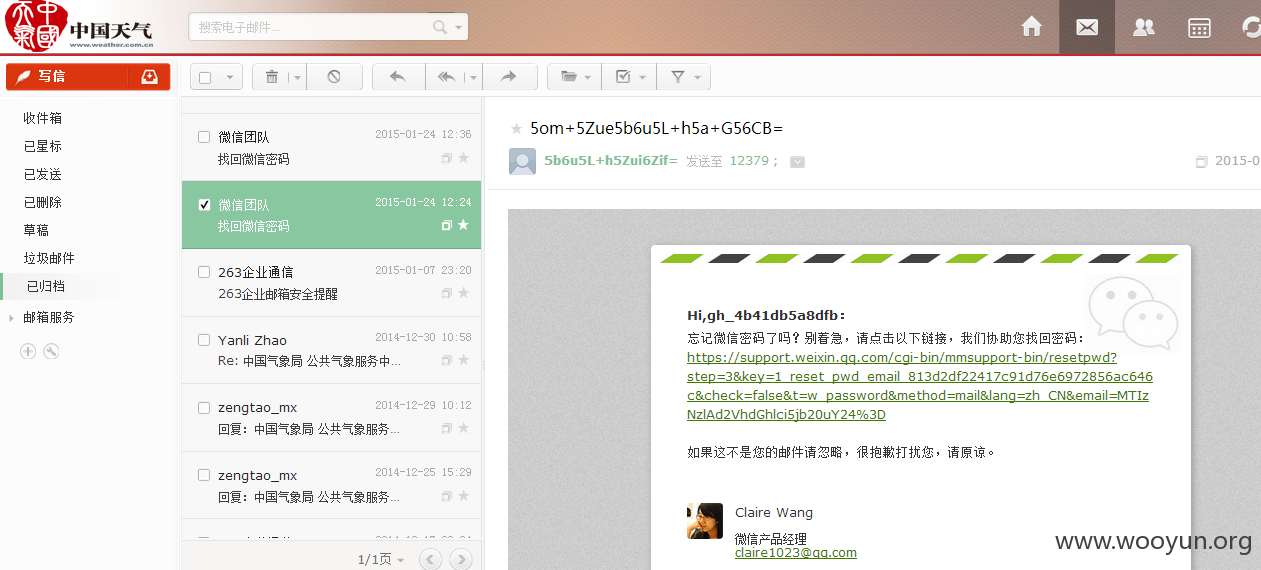 中国天气
www.weather.com.cn
搜索电子邮件...
写信
收件箱
已星标
已发送
已删除
草稿
垃圾邮件
已归档
邮箱服务
微信团队 2015-01-24 12:36
找回微信密码
微信团队 2015-01-24 12:24
找回微信密码
263企业通信 2015-01-07 23:20
263企业邮箱安全提醒
Yanli Zhao 2014-12-30 10:58
Re: 中国气象局 公共气象服务中...
zengtao_mx 2014-12-29 10:12
回复: 中国气象局 公共气象服务...
zengtao_mx 2014-12-25 15:29
回复: 中国气象局 公共气象服务...
1/1页
5om+5Zue5b6u5L+h5a+G56CB=
5b6u5L+h5Zui6Zif= 发送至 12379 ; 2015-0
Hi,gh_4b41db5a8dfb:
忘记微信密码了吗？别着急，请点击以下链接，我们协助您找回密码：
https://support.weixin.qq.com/cgi-bin/mmsupport-bin/resetpwd?
step=3&key=1_reset_pwd_email_813d2df22417c91d76e6972856ac646
c&check=false&t=w_password&method=mail&lang=zh_CN&email=MTIz
NzlAd2VhdGhlci5jb20uY24%3D
如果这不是您的邮件请忽略，很抱歉打扰您，请原谅。
Claire Wang
微信产品经理
claire1023@qq.com
www.wooyun.org